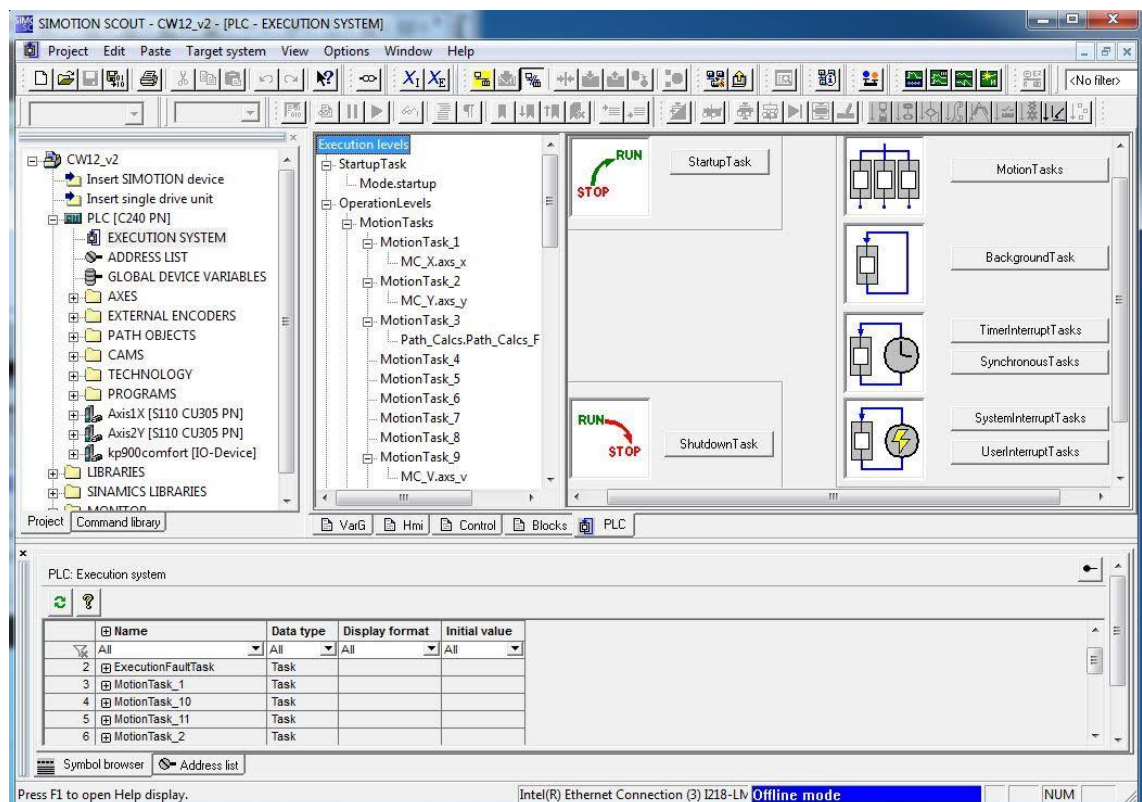 SIMOTION SCOUT - CW12_v2 - [PLC - EXECUTION SYSTEM]
Project Edit Paste Target system View Options Window Help
<No filter>
CW12_v2
Insert SIMOTION device
Insert single drive unit
PLC [C240 PN]
EXECUTION SYSTEM
ADDRESS LIST
GLOBAL DEVICE VARIABLES
AXES
EXTERNAL ENCODERS
PATH OBJECTS
CAMS
TECHNOLOGY
PROGRAMS
Axis1X [S110 CU305 PN]
Axis2Y [S110 CU305 PN]
kp900comfort [IO-Device]
LIBRARIES
SINAMICS LIBRARIES
MONITOR
Project Command library
Execution levels
StartupTask
Mode.startup
OperationLevels
MotionTasks
MotionTask_1
MC_X.axs_x
MotionTask_2
MC_Y.axs_y
MotionTask_3
Path_Calcs.Path_Calcs_F
MotionTask_4
MotionTask_5
MotionTask_6
MotionTask_7
MotionTask_8
MotionTask_9
MC_V.axs_v
RUN
STOP
StartupTask
RUN
STOP
ShutdownTask
MotionTasks
BackgroundTask
TimerInterruptTasks
SynchronousTasks
SystemInterruptTasks
UserInterruptTasks
VarG Hmi Control Blocks PLC
PLC: Execution system
Name Data type Display format Initial value
All All All All
2 ExecutionFaultTask Task
3 MotionTask_1 Task
4 MotionTask_10 Task
5 MotionTask_11 Task
6 MotionTask_2 Task
Symbol browser Address list
Press F1 to open Help display. Intel(R) Ethernet Connection (3) I218-LM Offline mode NUM